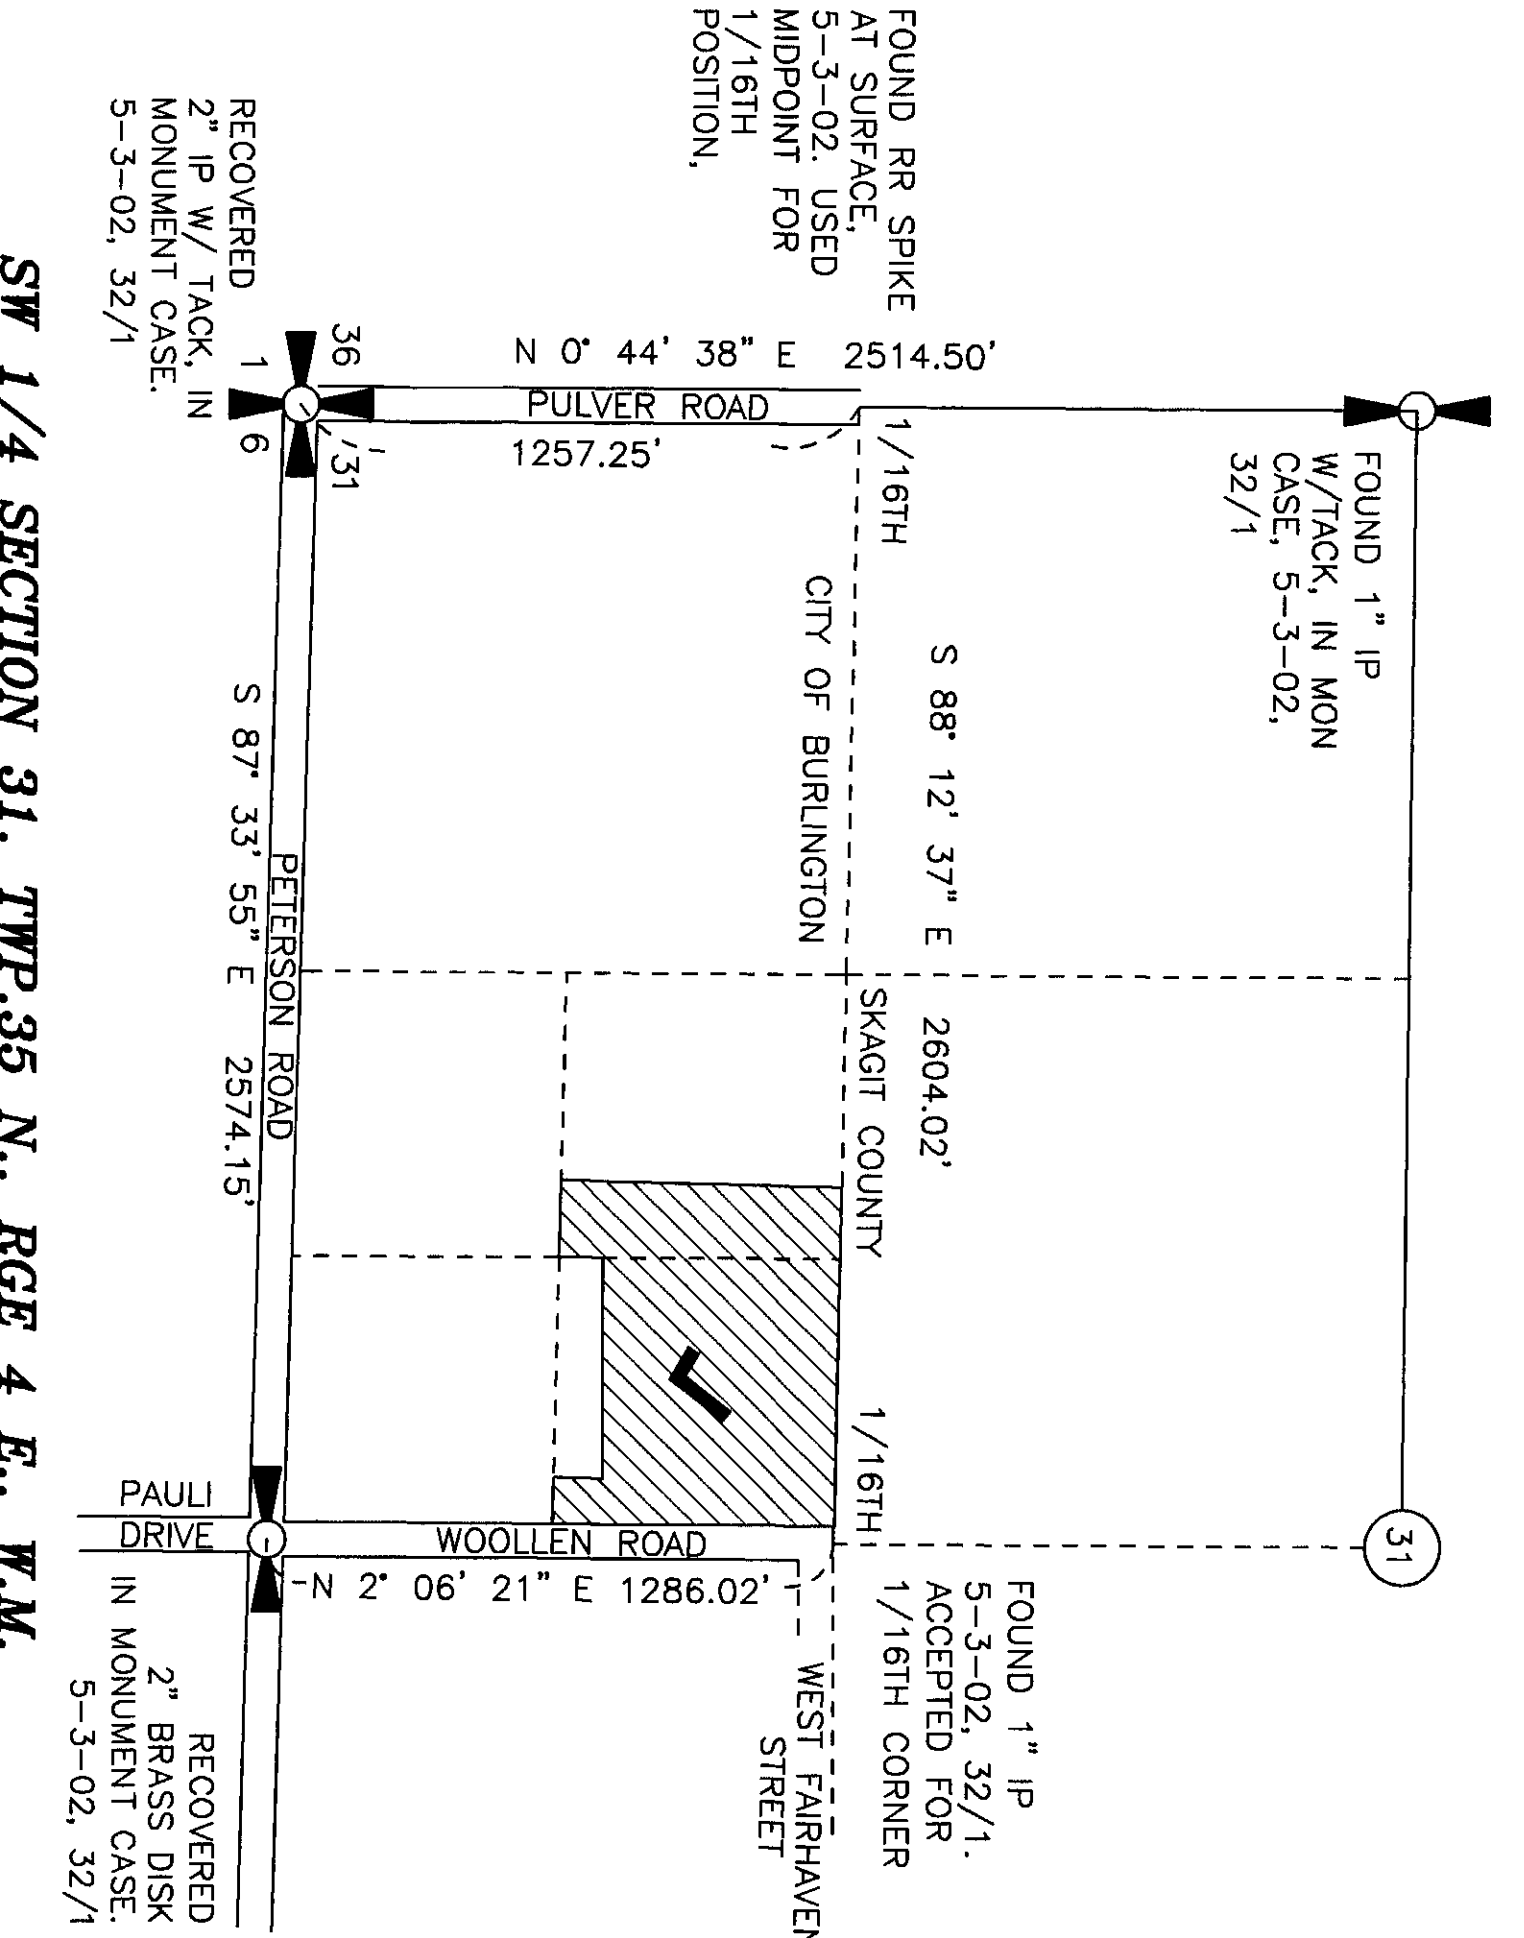 FOUND RR SPIKE
AT SURFACE,
5-3-02. USED
MIDPOINT FOR
1/16TH
POSITION,
FOUND 1" IP
W/TACK, IN MON
CASE, 5-3-02,
32/1
31
FOUND 1" IP
5-3-02, 32/1.
ACCEPTED FOR
1/16TH CORNER
N 0° 44' 38" E 2514.50'
PULVER ROAD
1257.25'
1/16TH
S 88° 12' 37" E 2604.02'
CITY OF BURLINGTON
SKAGIT COUNTY
1/16TH
WEST FAIRHAVEN
STREET
WOOLLEN ROAD
N 2° 06' 21" E 1286.02'
36
31
1
6
PETERSON ROAD
S 87° 33' 55" E 2574.15'
RECOVERED
2" IP W/ TACK, IN
MONUMENT CASE.
5-3-02, 32/1
PAULI
DRIVE
RECOVERED
2" BRASS DISK
IN MONUMENT CASE.
5-3-02, 32/1
SW 1/4 SECTION 31, TWP.35 N., RGE 4 E., W.M.